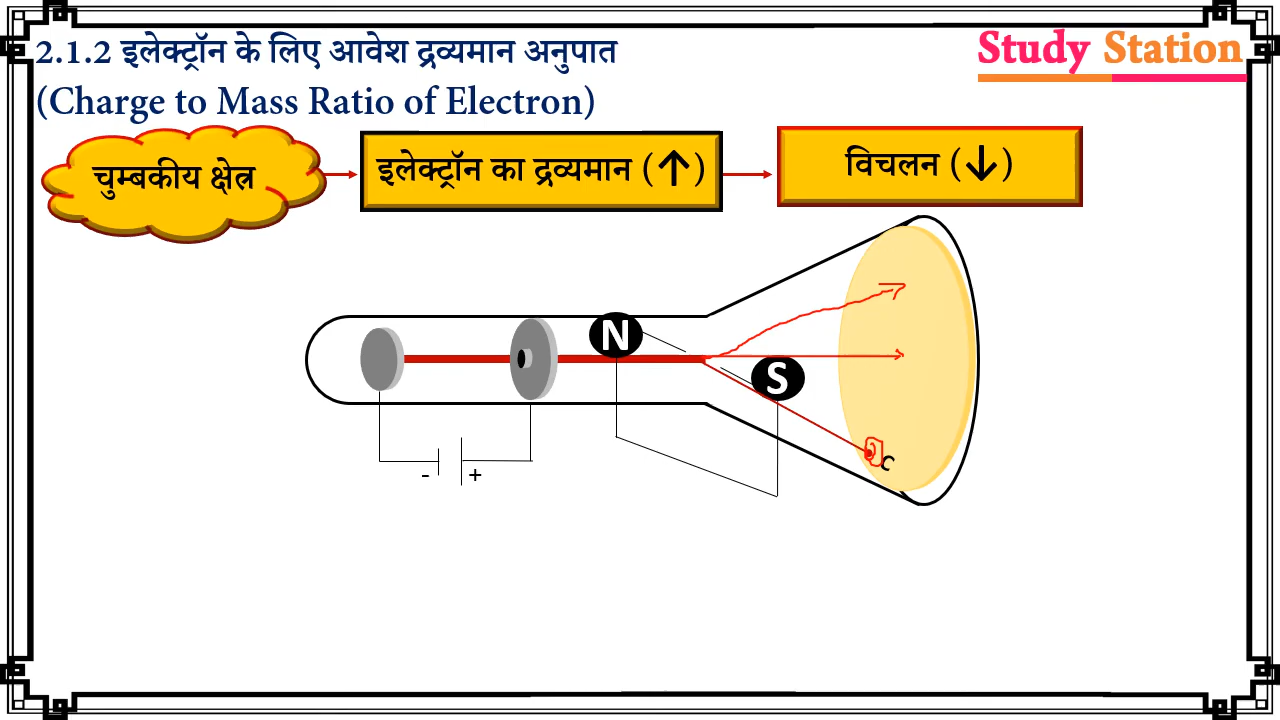 2.1.2 इलेक्ट्रॉन के लिए आवेश द्रव्यमान अनुपात
(Charge to Mass Ratio of Electron)
Study Station
चुम्बकीय क्षेत्र
इलेक्ट्रॉन का द्रव्यमान (↑)
विचलन (↓)
N
S
C
- +